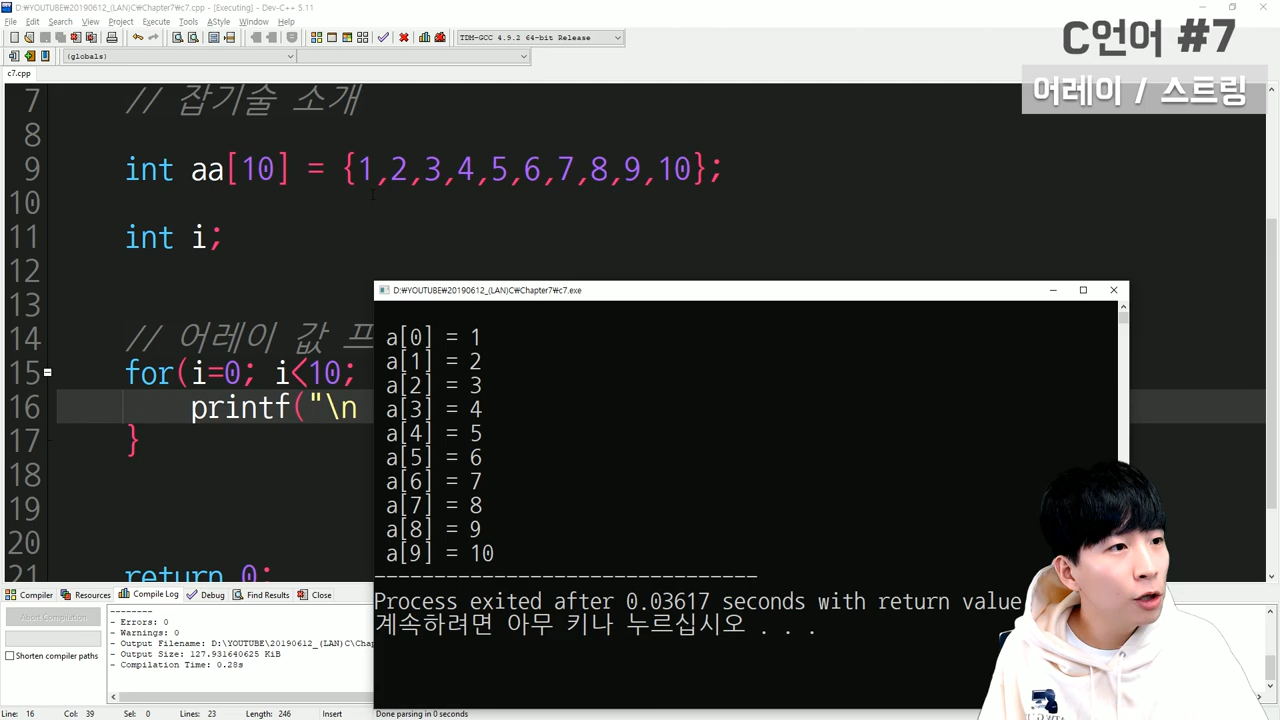 D:₩YOUTUBE₩20190612_(LAN)C₩Chapter7₩c7.cpp - [Executing] - Dev-C++ 5.11
File Edit Search View Project Execute Tools AStyle Window Help
TDM-GCC 4.9.2 64-bit Release
(globals)
c7.cpp
C언어 #7
어레이 / 스트링
7 // 잡기술 소개
8
9 int aa[10] = {1,2,3,4,5,6,7,8,9,10};
10
11 int i;
12
13
14 // 어레이 값 프
15 for(i=0; i<10;
16 printf("\n
17 }
18
19
20
21 return 0;
D:₩YOUTUBE₩20190612_(LAN)C₩Chapter7₩c7.exe
a[0] = 1
a[1] = 2
a[2] = 3
a[3] = 4
a[4] = 5
a[5] = 6
a[6] = 7
a[7] = 8
a[8] = 9
a[9] = 10
--------------------------------
Process exited after 0.03617 seconds with return value
계속하려면 아무 키나 누르십시오 . . .
Compiler Resources Compile Log Debug Find Results Close
Abort Compilation
Shorten compiler paths
--------
- Errors: 0
- Warnings: 0
- Output Filename: D:₩YOUTUBE₩20190612_(LAN)C₩Chap
- Output Size: 127.931640625 KiB
- Compilation Time: 0.28s
Line: 16 Col: 39 Sel: 0 Lines: 23 Length: 246 Insert Done parsing in 0 seconds